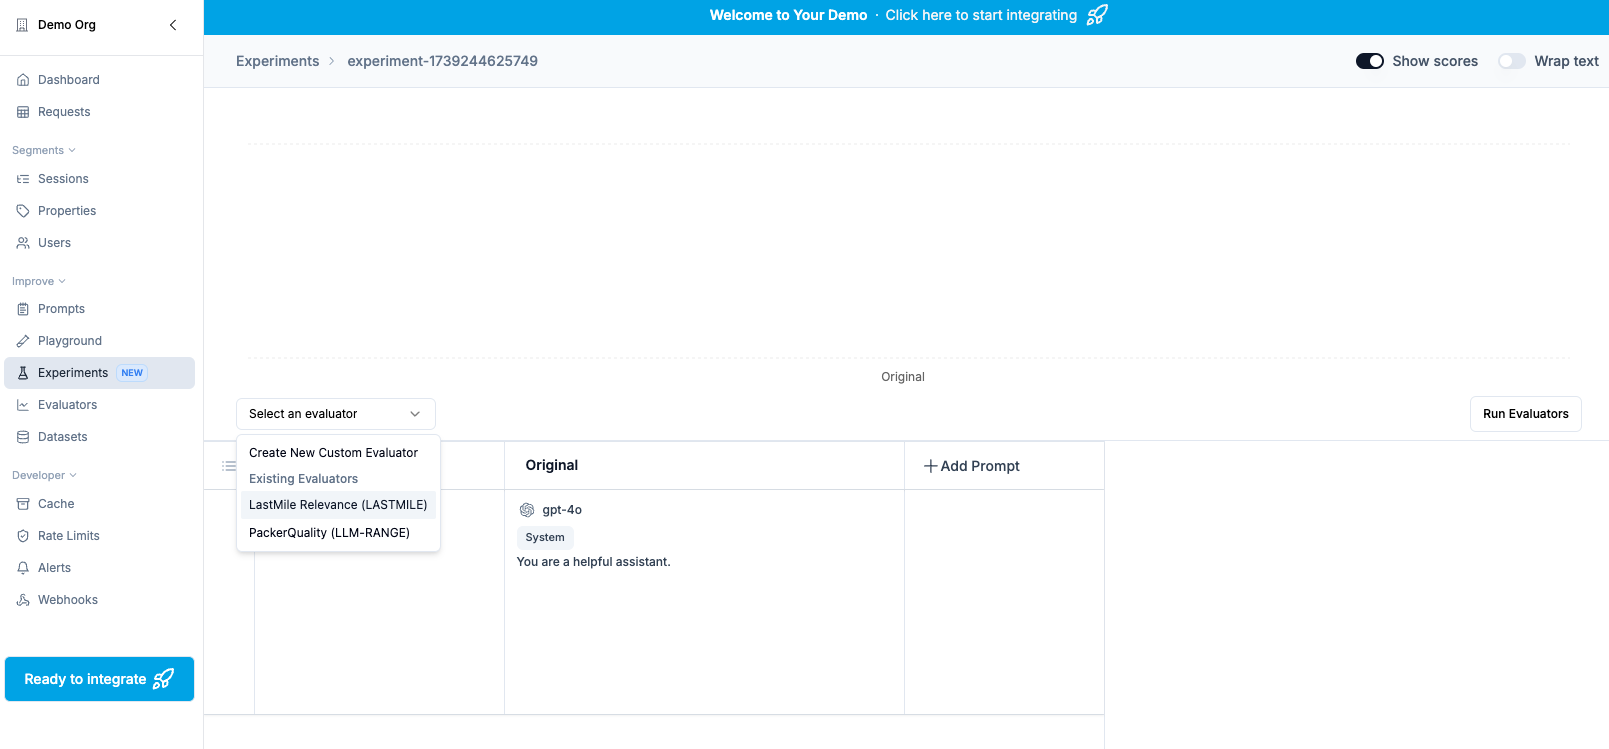 Demo Org
Welcome to Your Demo · Click here to start integrating
Experiments > experiment-1739244625749
Show scores
Wrap text
Dashboard
Requests
Segments
Sessions
Properties
Users
Improve
Prompts
Playground
Experiments NEW
Evaluators
Datasets
Developer
Cache
Rate Limits
Alerts
Webhooks
Ready to integrate
Original
Select an evaluator
Run Evaluators
Create New Custom Evaluator
Existing Evaluators
LastMile Relevance (LASTMILE)
PackerQuality (LLM-RANGE)
Original
Add Prompt
gpt-4o
System
You are a helpful assistant.